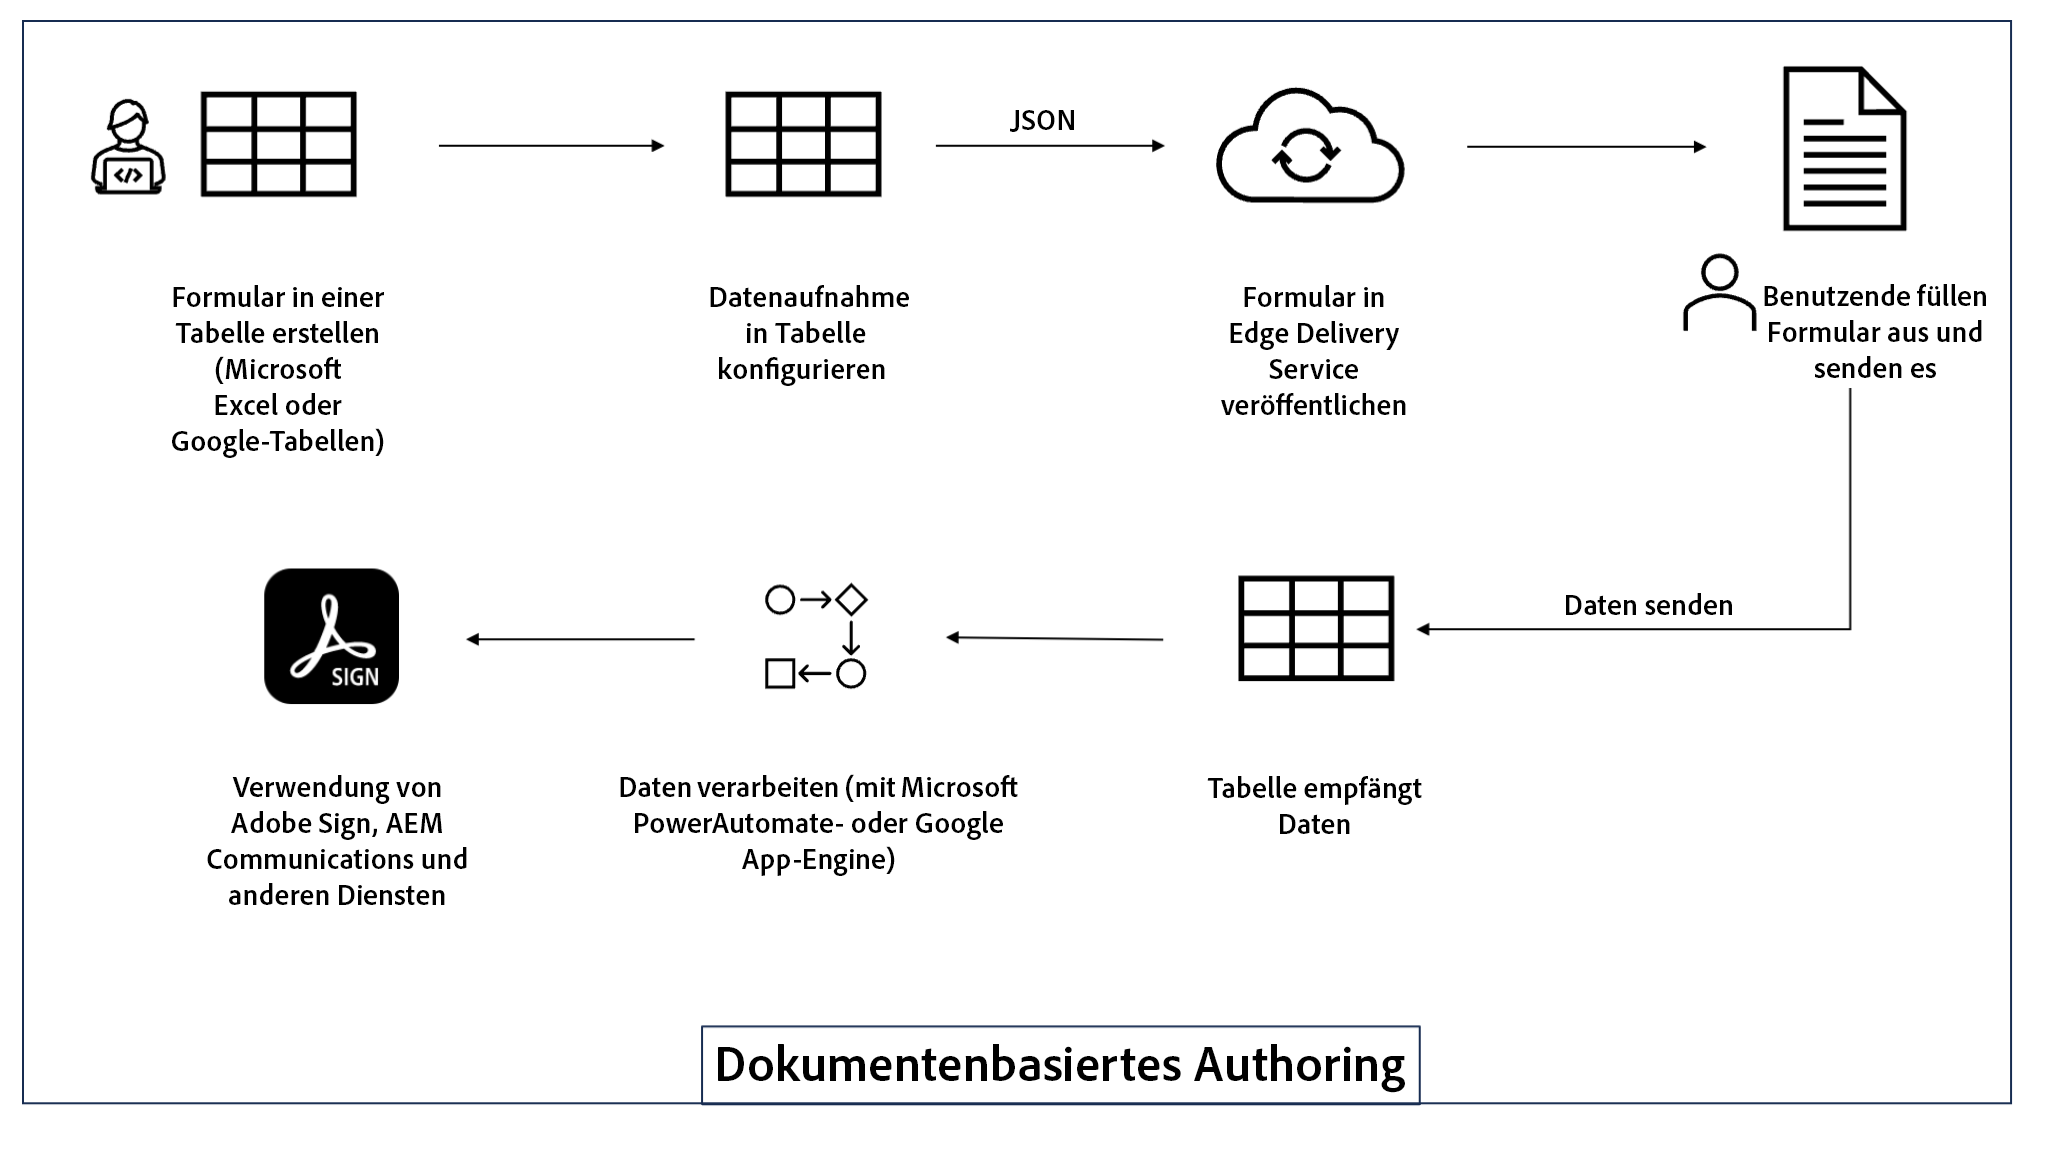 Formular in einer
Tabelle erstellen
(Microsoft
Excel oder
Google-Tabellen)
Datenaufnahme
in Tabelle
konfigurieren
JSON
Formular in
Edge Delivery
Service
veröffentlichen
Benutzende füllen
Formular aus und
senden es
Daten senden
Tabelle empfängt
Daten
Daten verarbeiten (mit Microsoft
PowerAutomate- oder Google
App-Engine)
SIGN
Verwendung von
Adobe Sign, AEM
Communications und
anderen Diensten
Dokumentenbasiertes Authoring